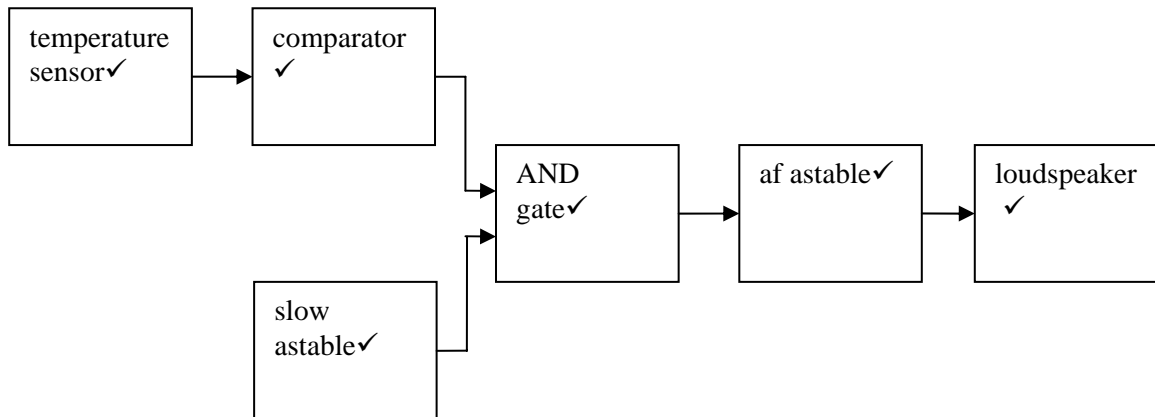 temperature
sensor✓
comparator
✓
AND
gate✓
af astable✓
loudspeaker
✓
slow
astable✓